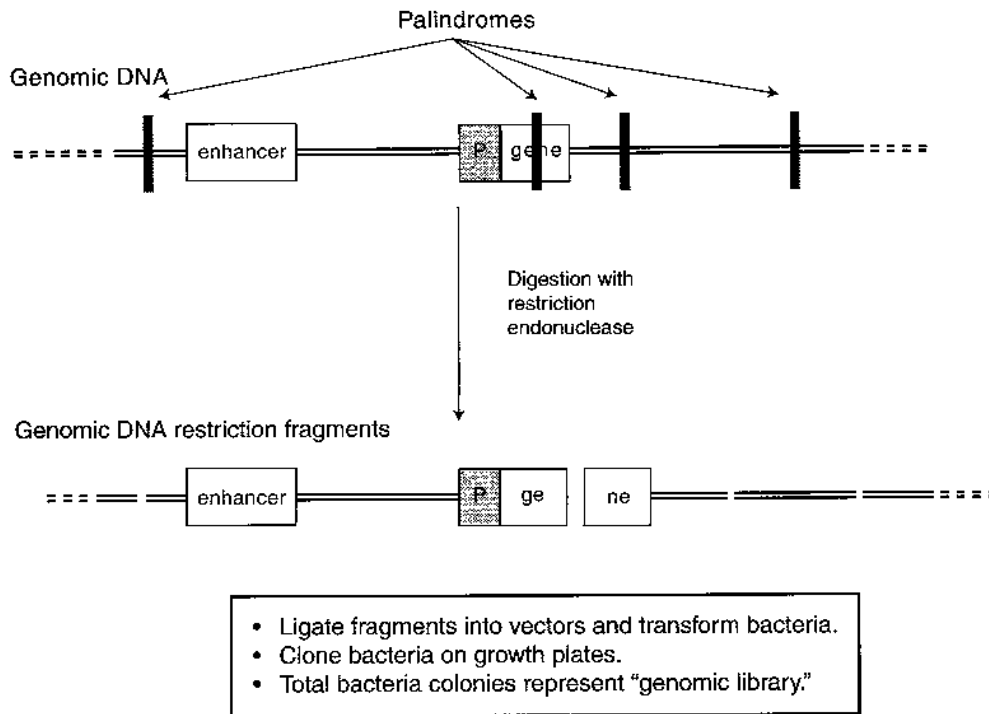 Palindromes
Genomic DNA
enhancer
P
gene
Digestion with
restriction
endonuclease
Genomic DNA restriction fragments
enhancer
P
ge
ne
• Ligate fragments into vectors and transform bacteria.
• Clone bacteria on growth plates.
• Total bacteria colonies represent “genomic library.”